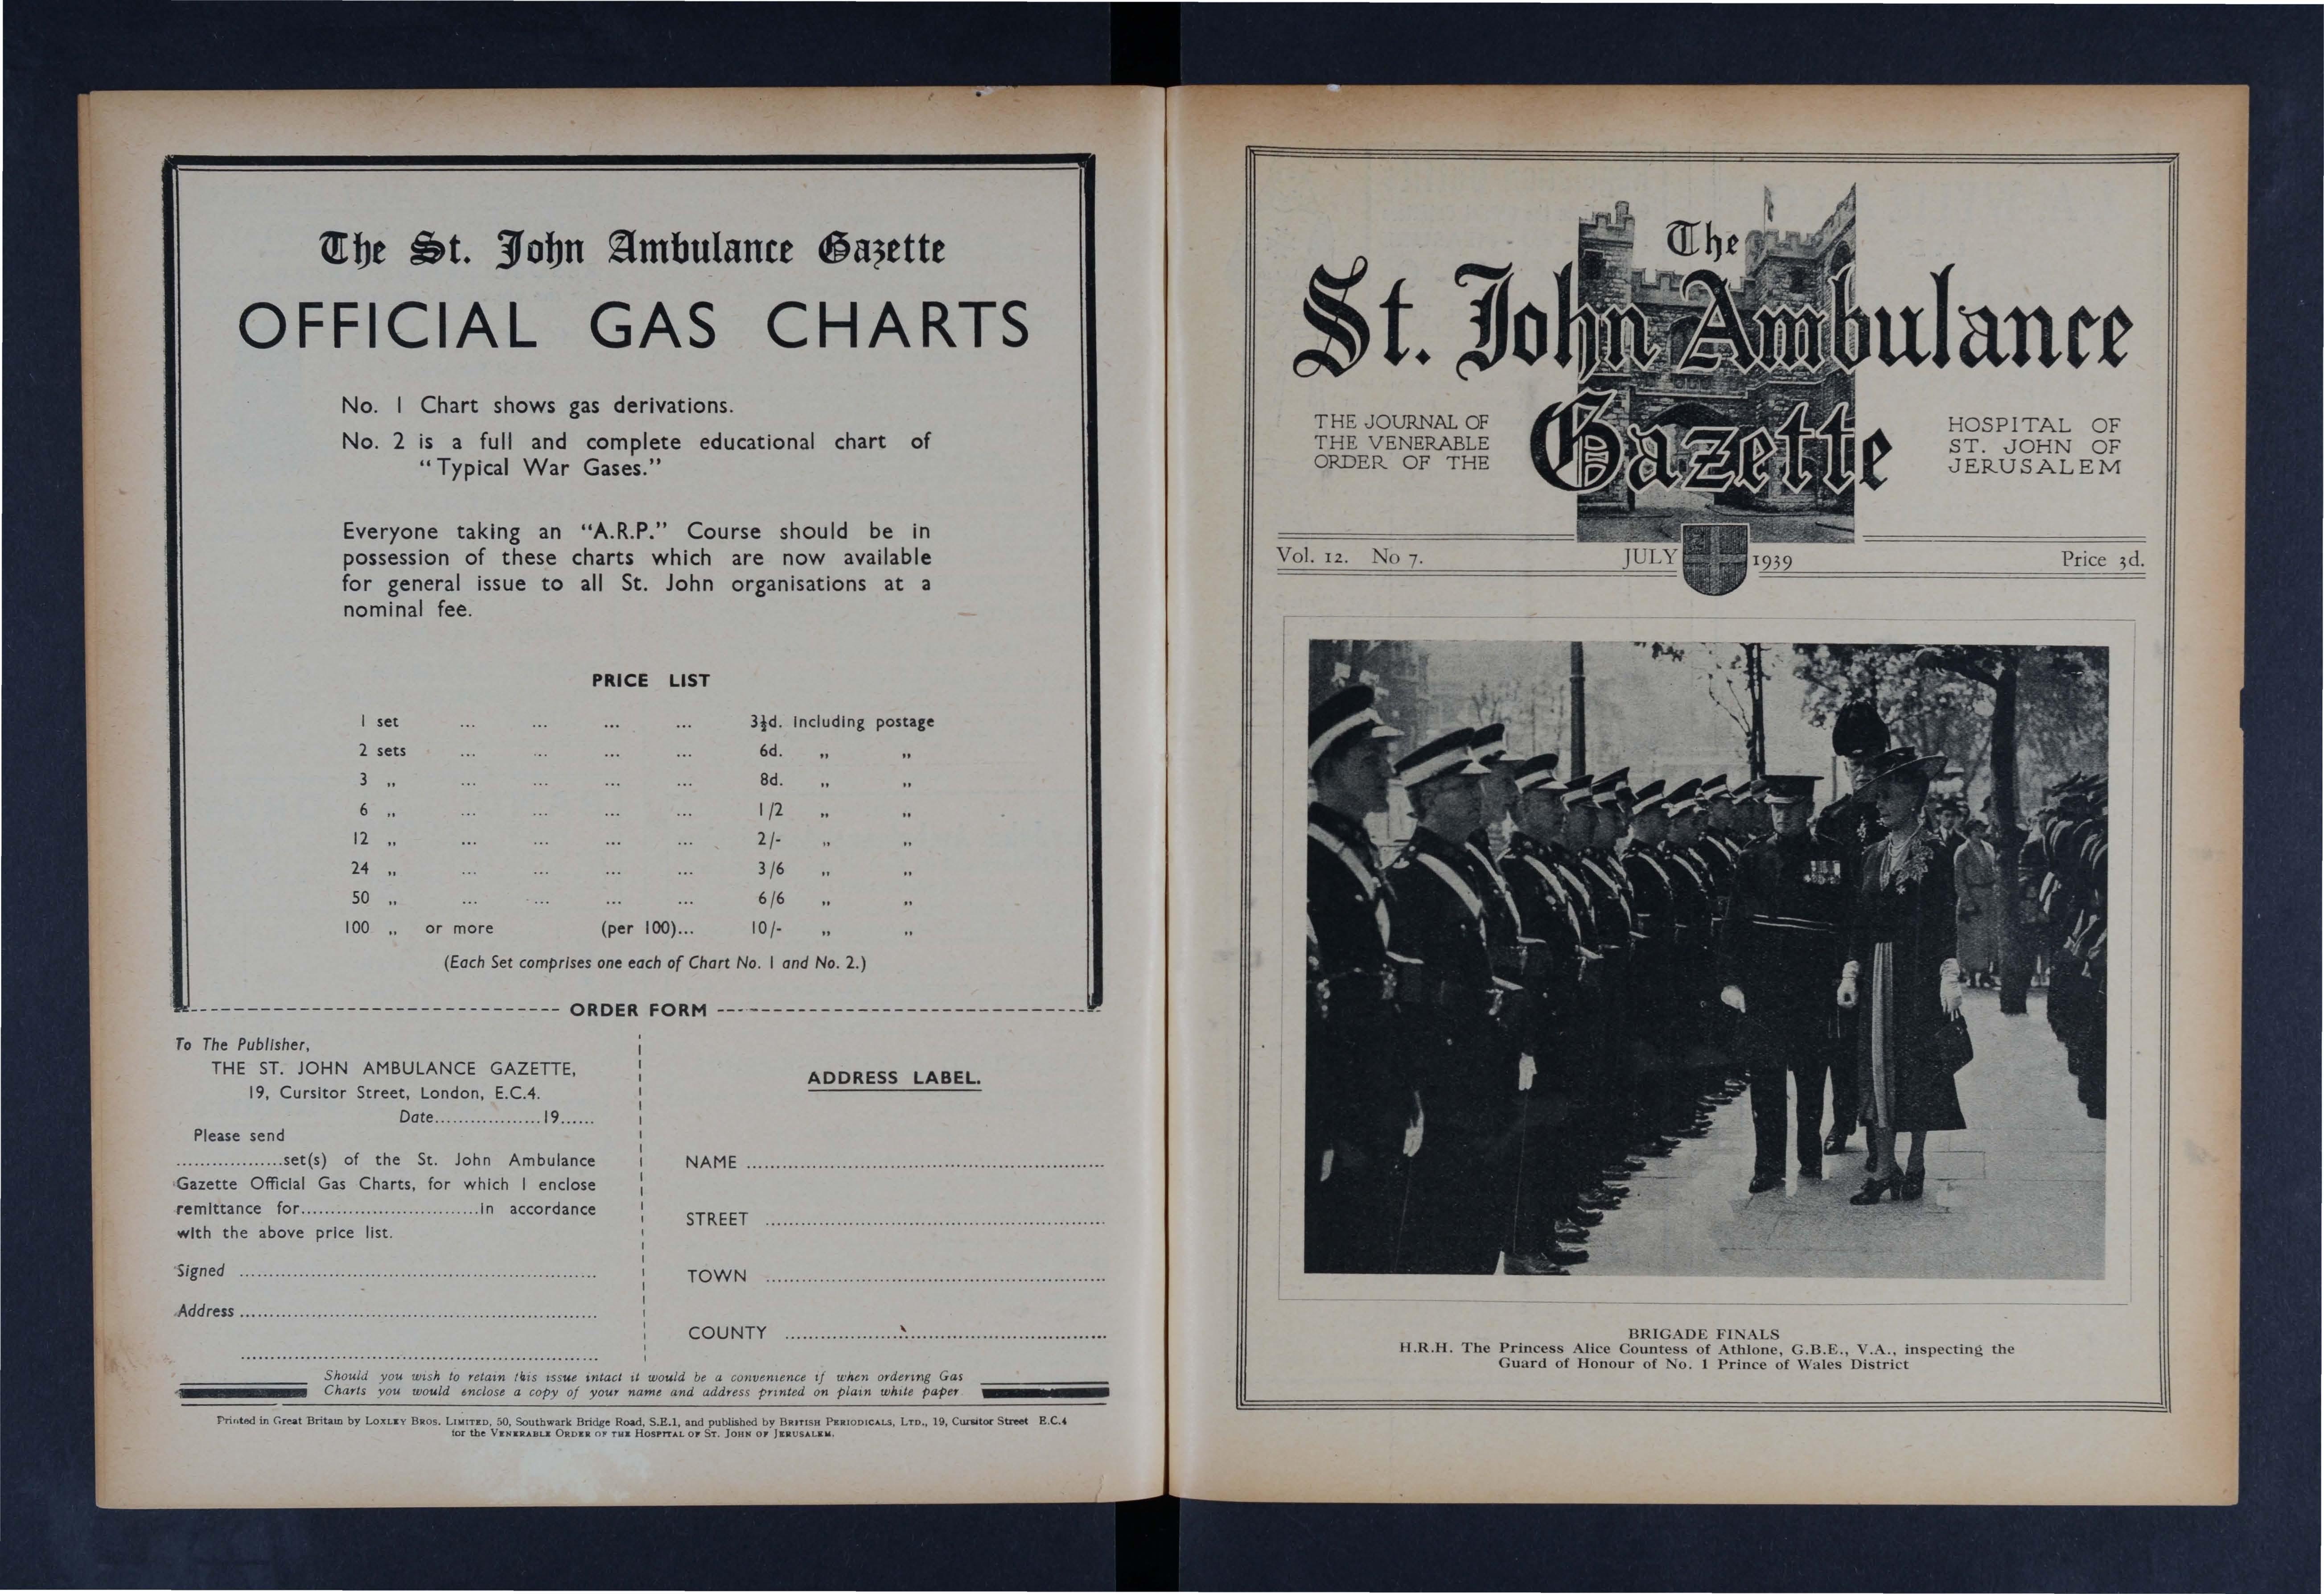 The St. John Ambulance Gazette
OFFICIAL GAS CHARTS
No. 1 Chart shows gas derivations.
No. 2 is a full and complete educational chart of
"Typical War Gases."
Everyone taking an "A.R.P." Course should be in
possession of these charts which are now available
for general issue to all St. John organisations at a
nominal fee.
PRICE LIST
1 set ... ... ... ... 3½d. including postage
2 sets ... ... ... ... 6d. ,, ,,
3 ,, ... ... ... ... 8d. ,, ,,
6 ,, ... ... ... ... 1/2 ,, ,,
12 ,, ... ... ... ... 2/- ,, ,,
24 ,, ... ... ... ... 3/6 ,, ,,
50 ,, ... ... ... ... 6/6 ,, ,,
100 ,, or more (per 100)... 10/- ,, ,,
(Each Set comprises one each of Chart No. 1 and No. 2.)
ORDER FORM
To The Publisher,
THE ST. JOHN AMBULANCE GAZETTE,
19, Cursitor Street, London, E.C.4.
Date...................19......
Please send
..................set(s) of the St. John Ambulance
Gazette Official Gas Charts, for which I enclose
remittance for..............................in accordance
with the above price list.
Signed ............................................................
Address ............................................................
............................................................
ADDRESS LABEL.
NAME ............................................................
STREET ............................................................
TOWN ............................................................
COUNTY ............................................................
Should you wish to retain this issue intact it would be a convenience if when ordering Gas
Charts you would enclose a copy of your name and address printed on plain white paper
Printed in Great Britain by LOXLEY BROS. LIMITED, 50, Southwark Bridge Road, S.E.1, and published by BRITISH PERIODICALS, LTD., 19, Cursitor Street E.C.4
for the VENERABLE ORDER OF THE HOSPITAL OF ST. JOHN OF JERUSALEM.
The
St. John Ambulance
Gazette
THE JOURNAL OF
THE VENERABLE
ORDER OF THE
HOSPITAL OF
ST. JOHN OF
JERUSALEM
Vol. 12. No 7. JULY 1939 Price 3d.
BRIGADE FINALS
H.R.H. The Princess Alice Countess of Athlone, G.B.E., V.A., inspecting the
Guard of Honour of No. 1 Prince of Wales District